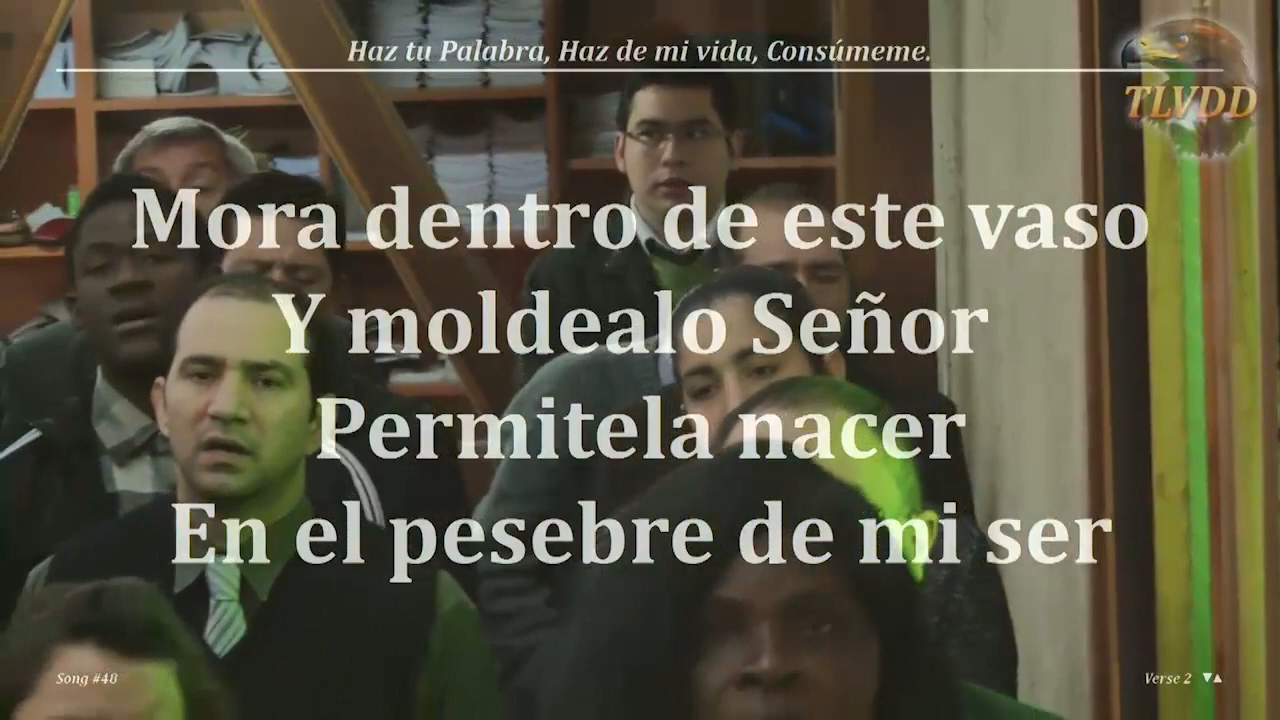 Haz tu Palabra, Haz de mi vida, Consúmeme.
TLVDD
Mora dentro de este vaso
Y moldealo Señor
Permitela nacer
En el pesebre de mi ser
Song #48
Verse 2 ▼▲